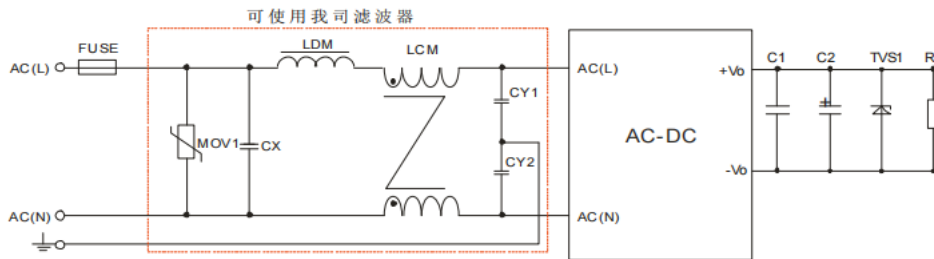 可使用我司滤波器
FUSE
LDM
LCM
AC(L)
AC(L)
+Vo
C1
C2
TVS1
R
MOV1
CX
CY1
CY2
AC-DC
-Vo
AC(N)
AC(N)